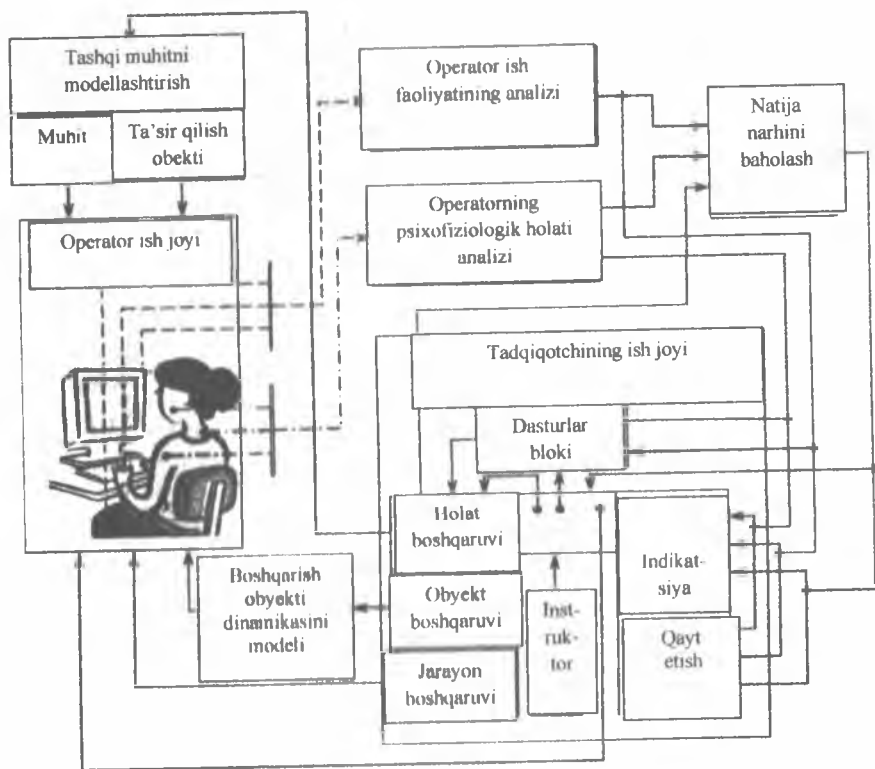 Tashqi muhitni
modellashtirish
Muhit
Ta'sir qilish
obekti
Operator ish joyi
Operator ish
faoliyatining analizi
Operatorning
psixofiziologik holati
analizi
Natija
narhini
baholash
Tadqiqotchining ish joyi
Dasturlar
bloki
Holat
boshqaruvi
Obyekt
boshqaruvi
Jarayon
boshqaruvi
Boshqarish
obyekti
dinamikasini
modeli
Inst-
ruk-
tor
Indikat-
siya
Qayt
etish